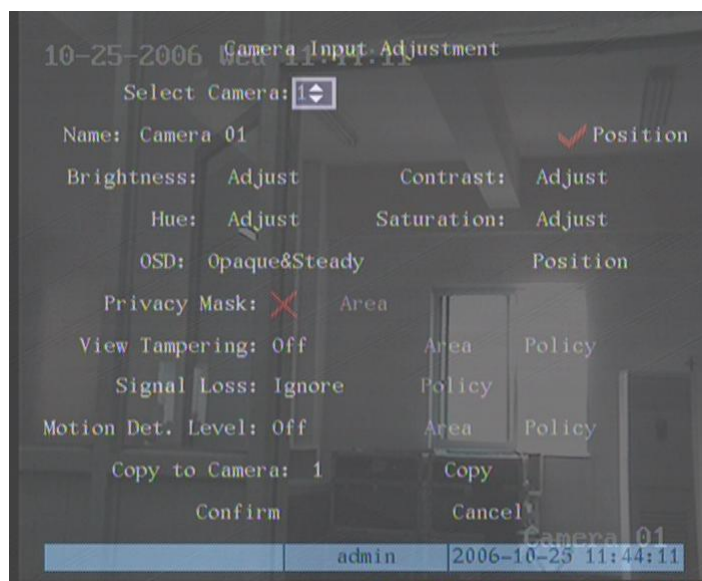 Camera Input Adjustment
10-25-2006 Wed 11:44:11
Select Camera: 1
Name: Camera 01 Position
Brightness: Adjust Contrast: Adjust
Hue: Adjust Saturation: Adjust
OSD: Opaque&Steady Position
Privacy Mask: Area
View Tampering: Off Area Policy
Signal Loss: Ignore Policy
Motion Det. Level: Off Area Policy
Copy to Camera: 1 Copy
Confirm Cancel
Camera 01
admin 2006-10-25 11:44:11